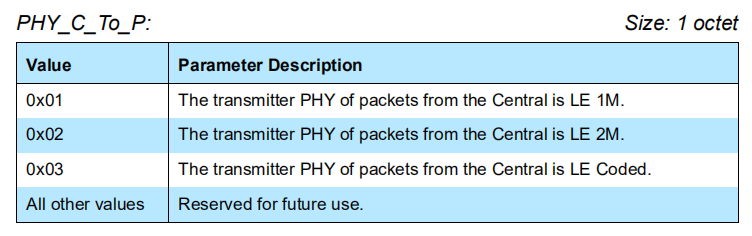 PHY_C_To_P: Size: 1 octet
Value Parameter Description
0x01 The transmitter PHY of packets from the Central is LE 1M.
0x02 The transmitter PHY of packets from the Central is LE 2M.
0x03 The transmitter PHY of packets from the Central is LE Coded.
All other values Reserved for future use.